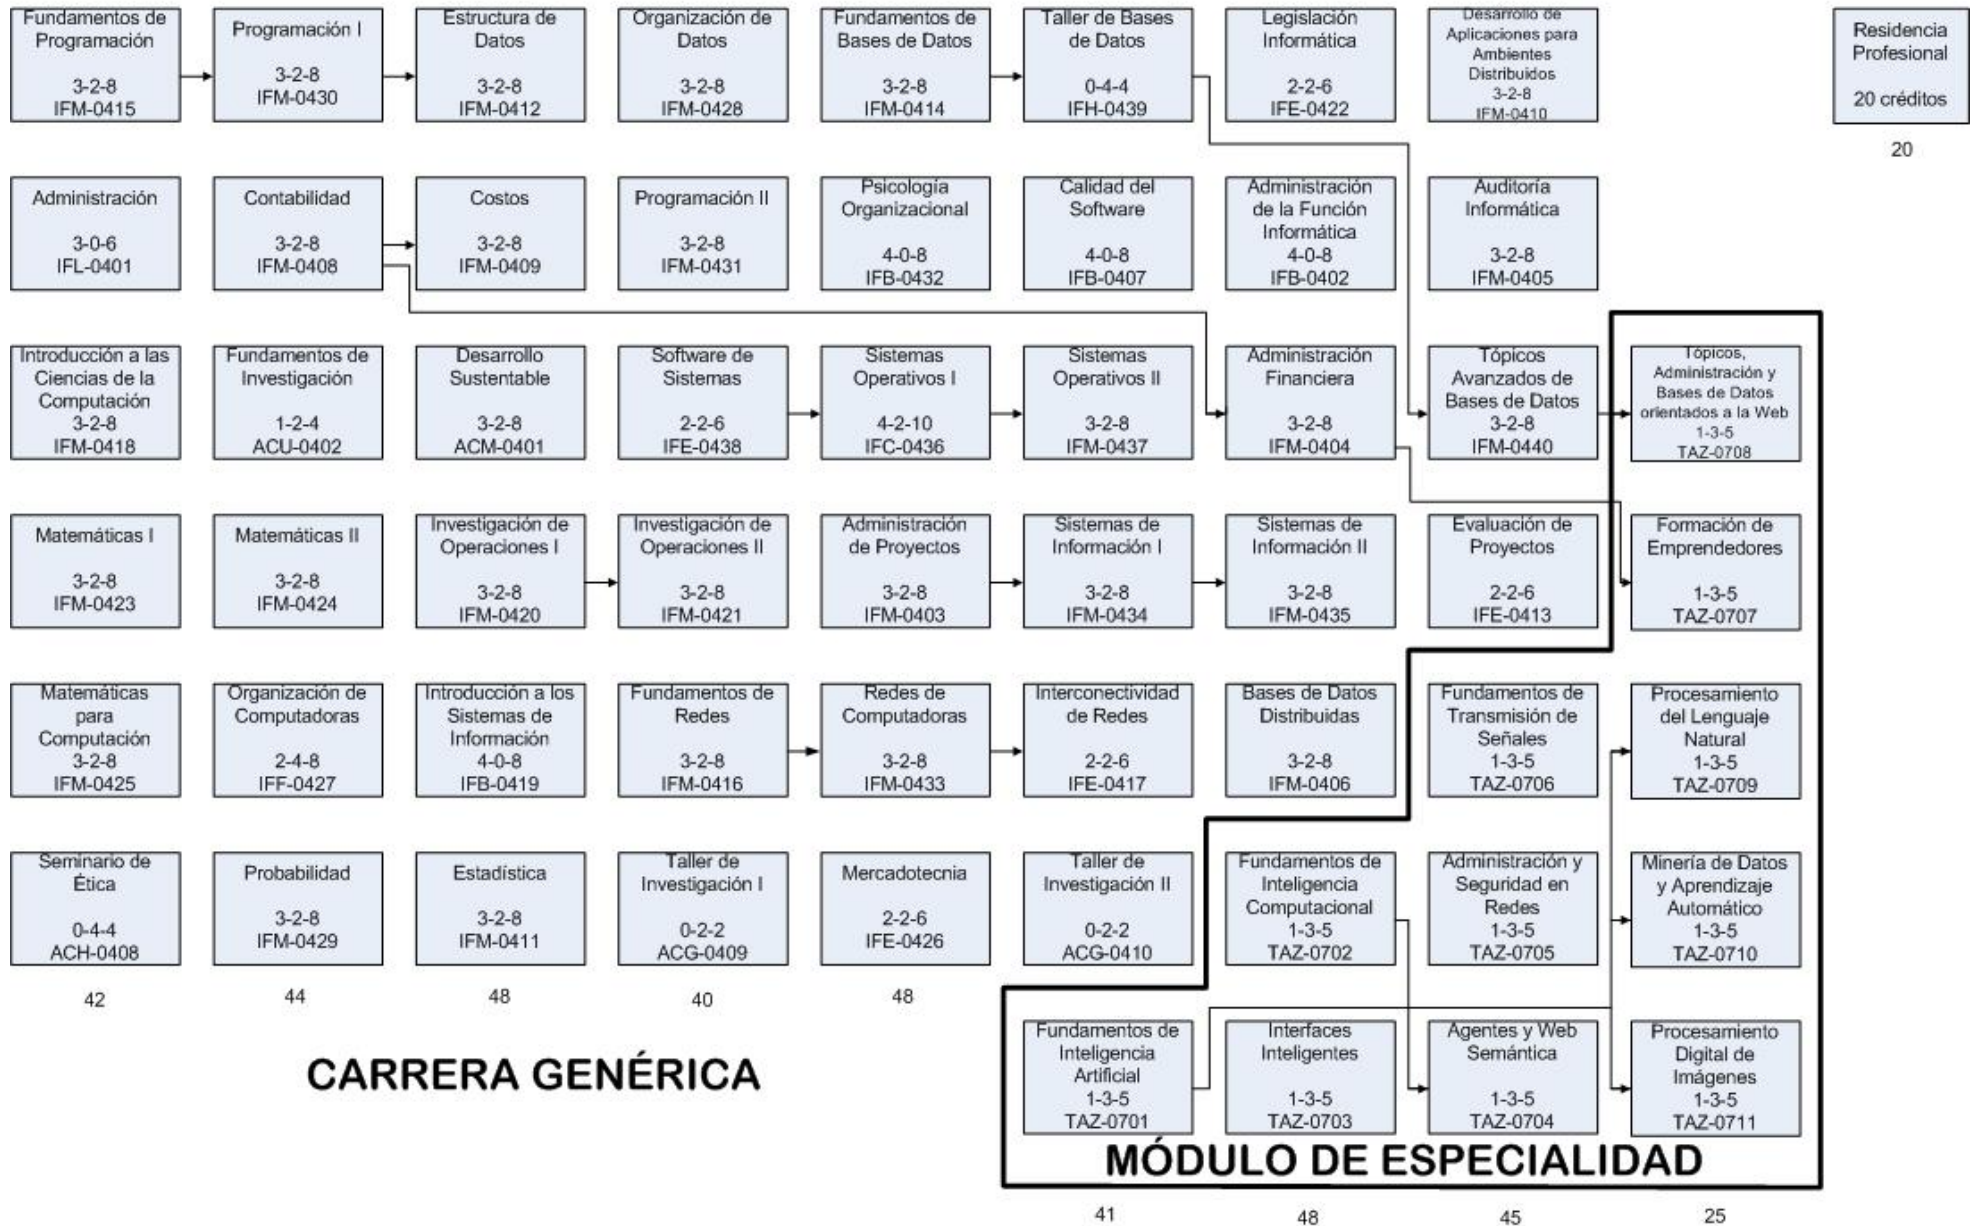 Fundamentos de
Programación
3-2-8
IFM-0415
Programación I
3-2-8
IFM-0430
Estructura de
Datos
3-2-8
IFM-0412
Organización de
Datos
3-2-8
IFM-0428
Fundamentos de
Bases de Datos
3-2-8
IFM-0414
Taller de Bases
de Datos
0-4-4
IFH-0439
Legislación
Informática
2-2-6
IFE-0422
Desarrollo de
Aplicaciones para
Ambientes
Distribuidos
3-2-8
IFM-0410
Residencia
Profesional
20 créditos
20
Administración
3-0-6
IFL-0401
Contabilidad
3-2-8
IFM-0408
Costos
3-2-8
IFM-0409
Programación II
3-2-8
IFM-0431
Psicología
Organizacional
4-0-8
IFB-0432
Calidad del
Software
4-0-8
IFB-0407
Administración
de la Función
Informática
4-0-8
IFB-0402
Auditoría
Informática
3-2-8
IFM-0405
Introducción a las
Ciencias de la
Computación
3-2-8
IFM-0418
Fundamentos de
Investigación
1-2-4
ACU-0402
Desarrollo
Sustentable
3-2-8
ACM-0401
Software de
Sistemas
2-2-6
IFE-0438
Sistemas
Operativos I
4-2-10
IFC-0436
Sistemas
Operativos II
3-2-8
IFM-0437
Administración
Financiera
3-2-8
IFM-0404
Tópicos
Avanzados de
Bases de Datos
3-2-8
IFM-0440
Tópicos,
Administración y
Bases de Datos
orientados a la Web
1-3-5
TAZ-0708
Matemáticas I
3-2-8
IFM-0423
Matemáticas II
3-2-8
IFM-0424
Investigación de
Operaciones I
3-2-8
IFM-0420
Investigación de
Operaciones II
3-2-8
IFM-0421
Administración
de Proyectos
3-2-8
IFM-0403
Sistemas de
Información I
3-2-8
IFM-0434
Sistemas de
Información II
3-2-8
IFM-0435
Evaluación de
Proyectos
2-2-6
IFE-0413
Formación de
Emprendedores
1-3-5
TAZ-0707
Matemáticas
para
Computación
3-2-8
IFM-0425
Organización de
Computadoras
2-4-8
IFF-0427
Introducción a los
Sistemas de
Información
4-0-8
IFB-0419
Fundamentos de
Redes
3-2-8
IFM-0416
Redes de
Computadoras
3-2-8
IFM-0433
Interconectividad
de Redes
2-2-6
IFE-0417
Bases de Datos
Distribuidas
3-2-8
IFM-0406
Fundamentos de
Transmisión de
Señales
1-3-5
TAZ-0706
Procesamiento
del Lenguaje
Natural
1-3-5
TAZ-0709
Seminario de
Ética
0-4-4
ACH-0408
Probabilidad
3-2-8
IFM-0429
Estadística
3-2-8
IFM-0411
Taller de
Investigación I
0-2-2
ACG-0409
Mercadotecnia
2-2-6
IFE-0426
Taller de
Investigación II
0-2-2
ACG-0410
Fundamentos de
Inteligencia
Computacional
1-3-5
TAZ-0702
Administración y
Seguridad en
Redes
1-3-5
TAZ-0705
Minería de Datos
y Aprendizaje
Automático
1-3-5
TAZ-0710
42
44
48
40
48
Fundamentos de
Inteligencia
Artificial
1-3-5
TAZ-0701
Interfaces
Inteligentes
1-3-5
TAZ-0703
Agentes y Web
Semántica
1-3-5
TAZ-0704
Procesamiento
Digital de
Imágenes
1-3-5
TAZ-0711
CARRERA GENÉRICA
MÓDULO DE ESPECIALIDAD
41
48
45
25